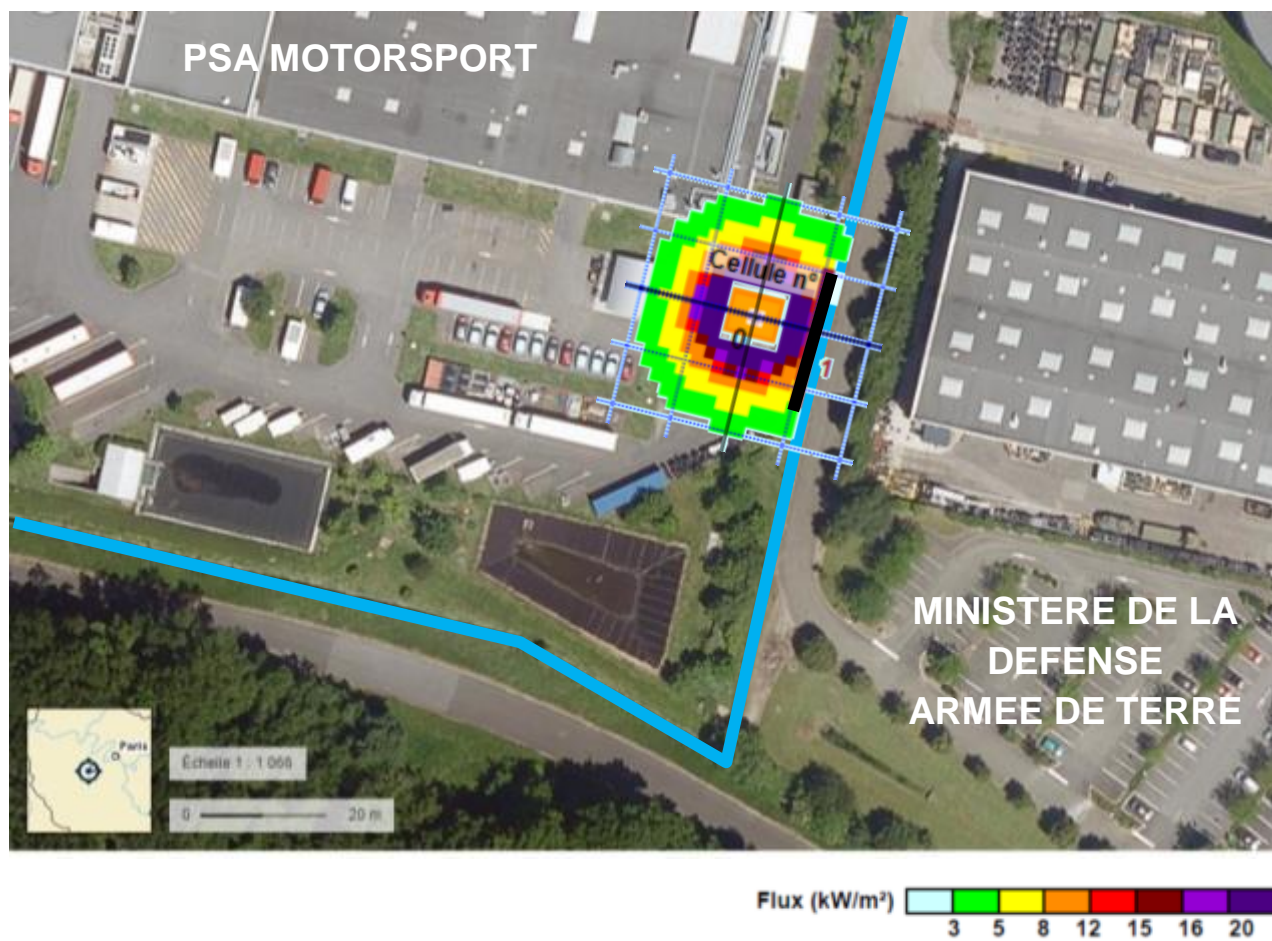 PSA MOTORSPORT
Cellule n°
0
1
MINISTERE DE LA
DEFENSE
ARMEE DE TERRE
Paris
Échelle 1 : 1 066
0 20 m
Flux (kW/m²)
3 5 8 12 15 16 20